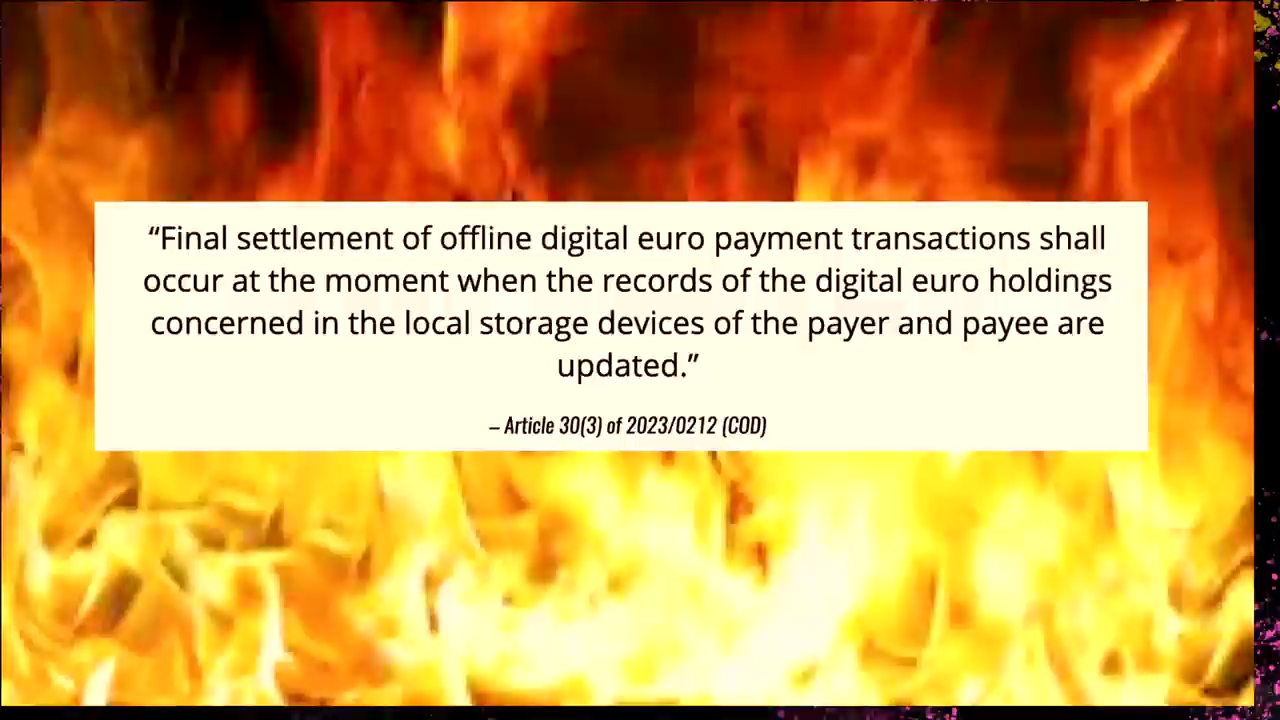 “Final settlement of offline digital euro payment transactions shall
occur at the moment when the records of the digital euro holdings
concerned in the local storage devices of the payer and payee are
updated.”
– Article 30(3) of 2023/0212 (COD)